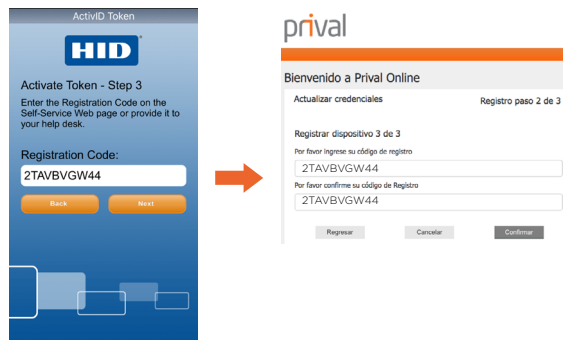 ActivID Token
HID
Activate Token - Step 3
Enter the Registration Code on the
Self-Service Web page or provide it to
your help desk.
Registration Code:
2TAVBVGW44
Back Next
prival
Bienvenido a Prival Online
Actualizar credenciales Registro paso 2 de 3
Registrar dispositivo 3 de 3
Por favor ingrese su código de registro
2TAVBVGW44
Por favor confirme su código de Registro
2TAVBVGW44
Regresar Cancelar Confirmar